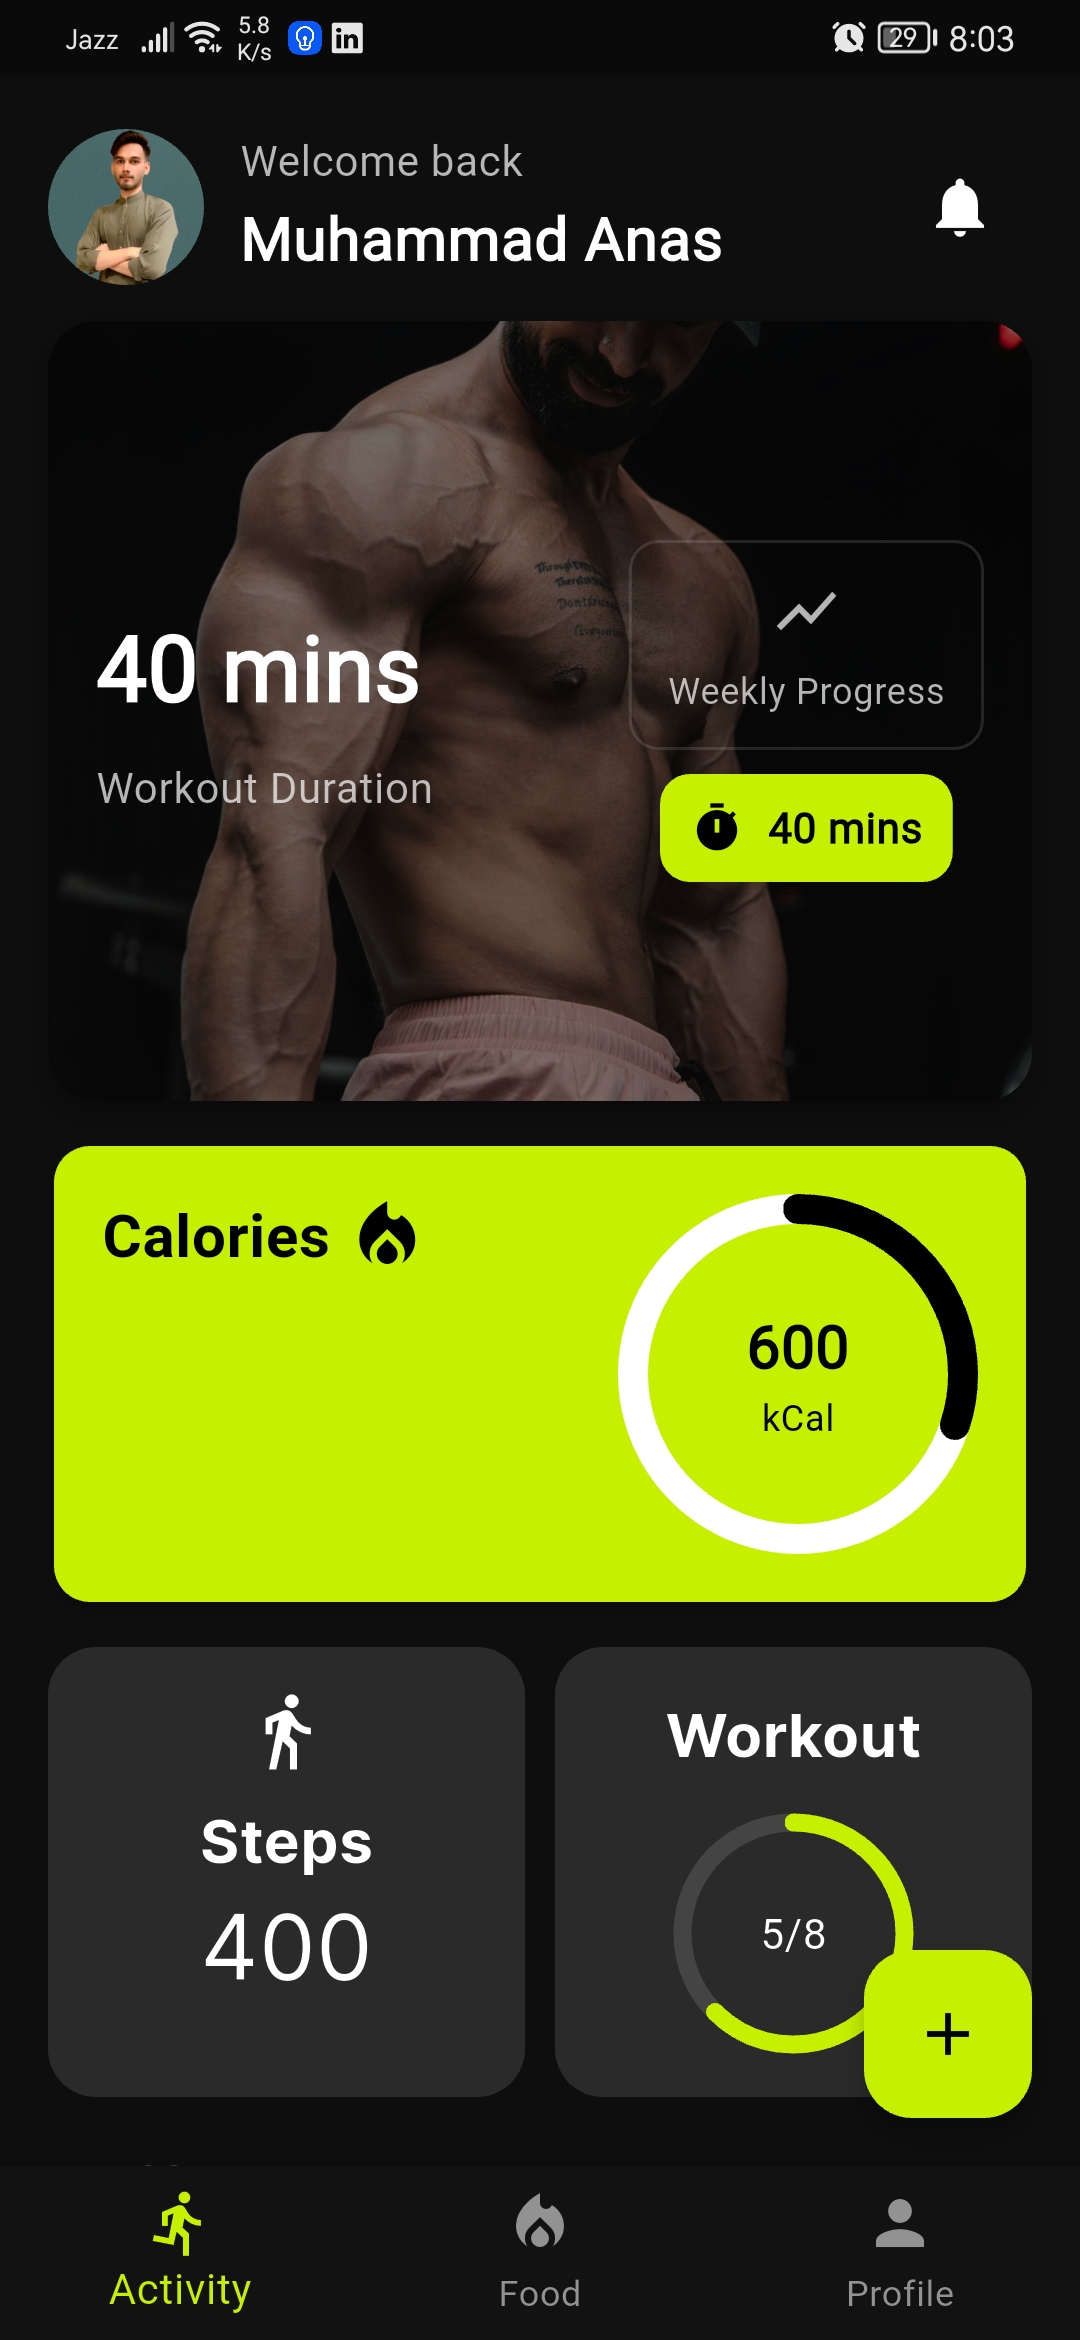 Jazz 5.8 K/s in 29 8:03
Welcome back
Muhammad Anas
40 mins
Workout Duration
Weekly Progress
40 mins
Calories
600
kCal
Steps
400
Workout
5/8
+
Activity
Food
Profile